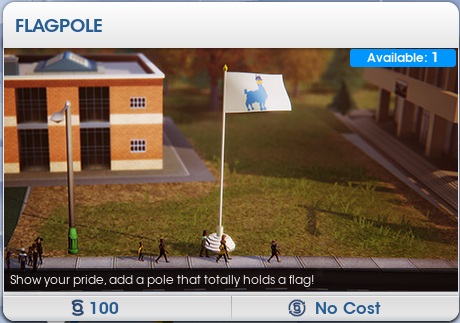 FLAGPOLE
Available: 1
Show your pride, add a pole that totally holds a flag!
100
No Cost